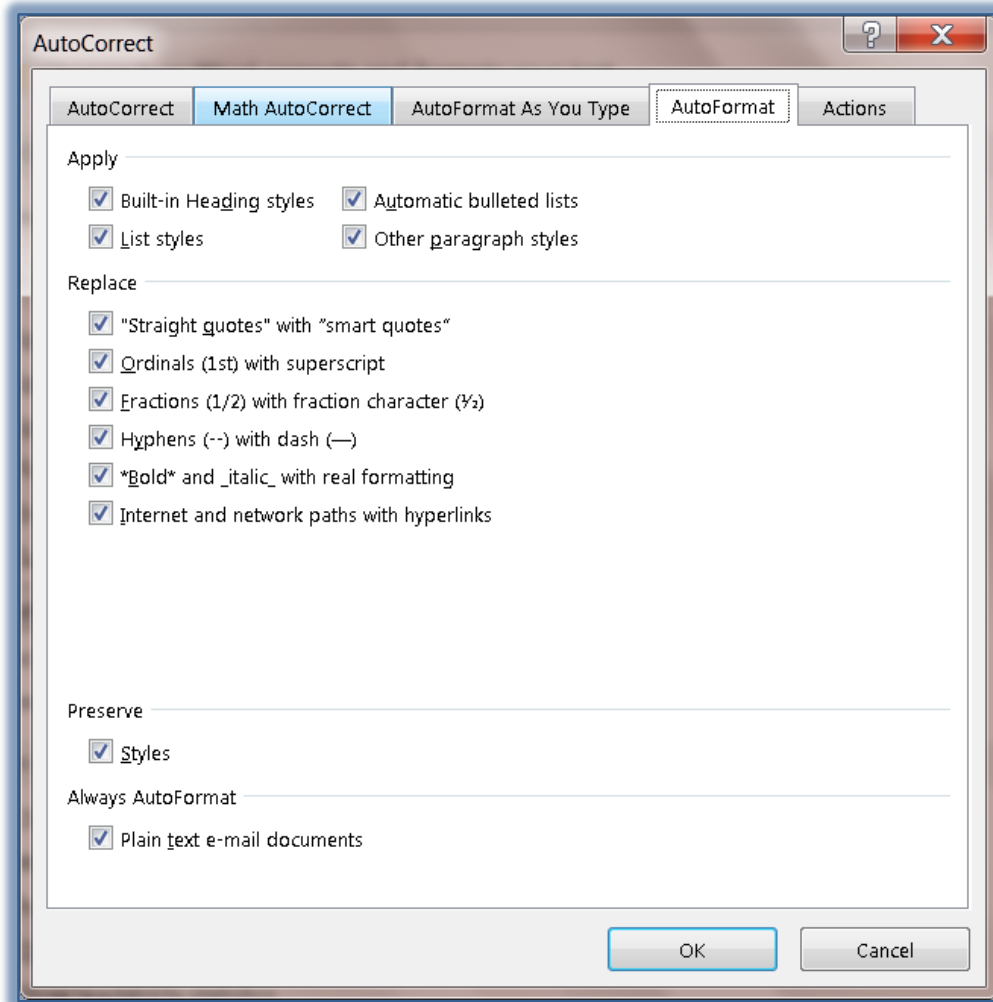 AutoCorrect
AutoCorrect Math AutoCorrect AutoFormat As You Type AutoFormat Actions
Apply
Built-in Heading styles Automatic bulleted lists
List styles Other paragraph styles
Replace
"Straight quotes" with ”smart quotes“
Ordinals (1st) with superscript
Fractions (1/2) with fraction character (½)
Hyphens (--) with dash (—)
*Bold* and _italic_ with real formatting
Internet and network paths with hyperlinks
Preserve
Styles
Always AutoFormat
Plain text e-mail documents
OK Cancel